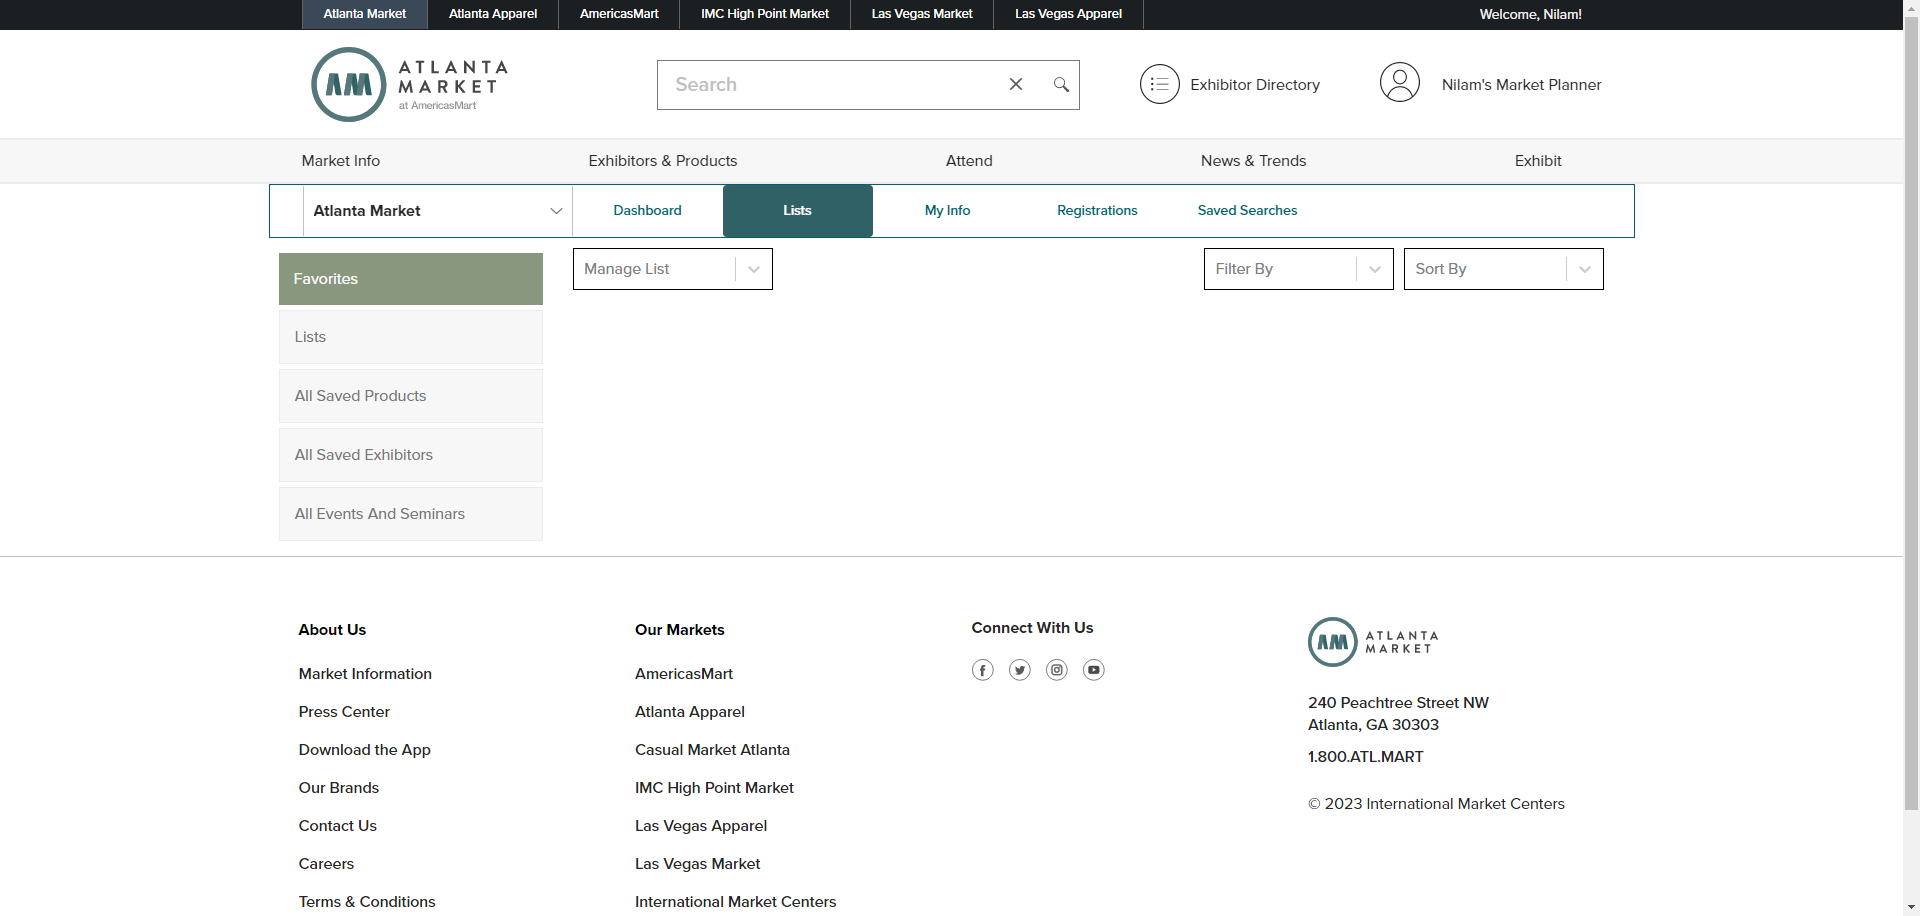 Atlanta Market Atlanta Apparel AmericasMart IMC High Point Market Las Vegas Market Las Vegas Apparel Welcome, Nilam!
AM ATLANTA
MARKET
at AmericasMart
Search
Exhibitor Directory
Nilam's Market Planner
Market Info Exhibitors & Products Attend News & Trends Exhibit
Atlanta Market Dashboard Lists My Info Registrations Saved Searches
Favorites
Lists
All Saved Products
All Saved Exhibitors
All Events And Seminars
Manage List Filter By Sort By
About Us
Market Information
Press Center
Download the App
Our Brands
Contact Us
Careers
Terms & Conditions
Our Markets
AmericasMart
Atlanta Apparel
Casual Market Atlanta
IMC High Point Market
Las Vegas Apparel
Las Vegas Market
International Market Centers
Connect With Us
AM ATLANTA
MARKET
240 Peachtree Street NW
Atlanta, GA 30303
1.800.ATL.MART
© 2023 International Market Centers